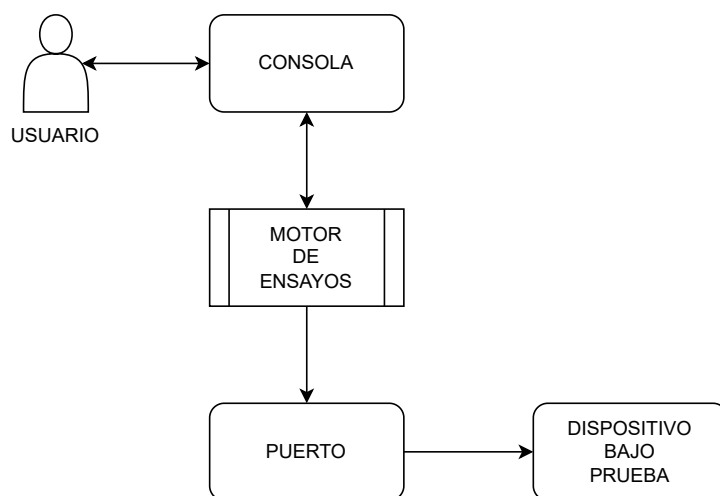 CONSOLA
USUARIO
MOTOR
DE
ENSAYOS
PUERTO
DISPOSITIVO
BAJO
PRUEBA